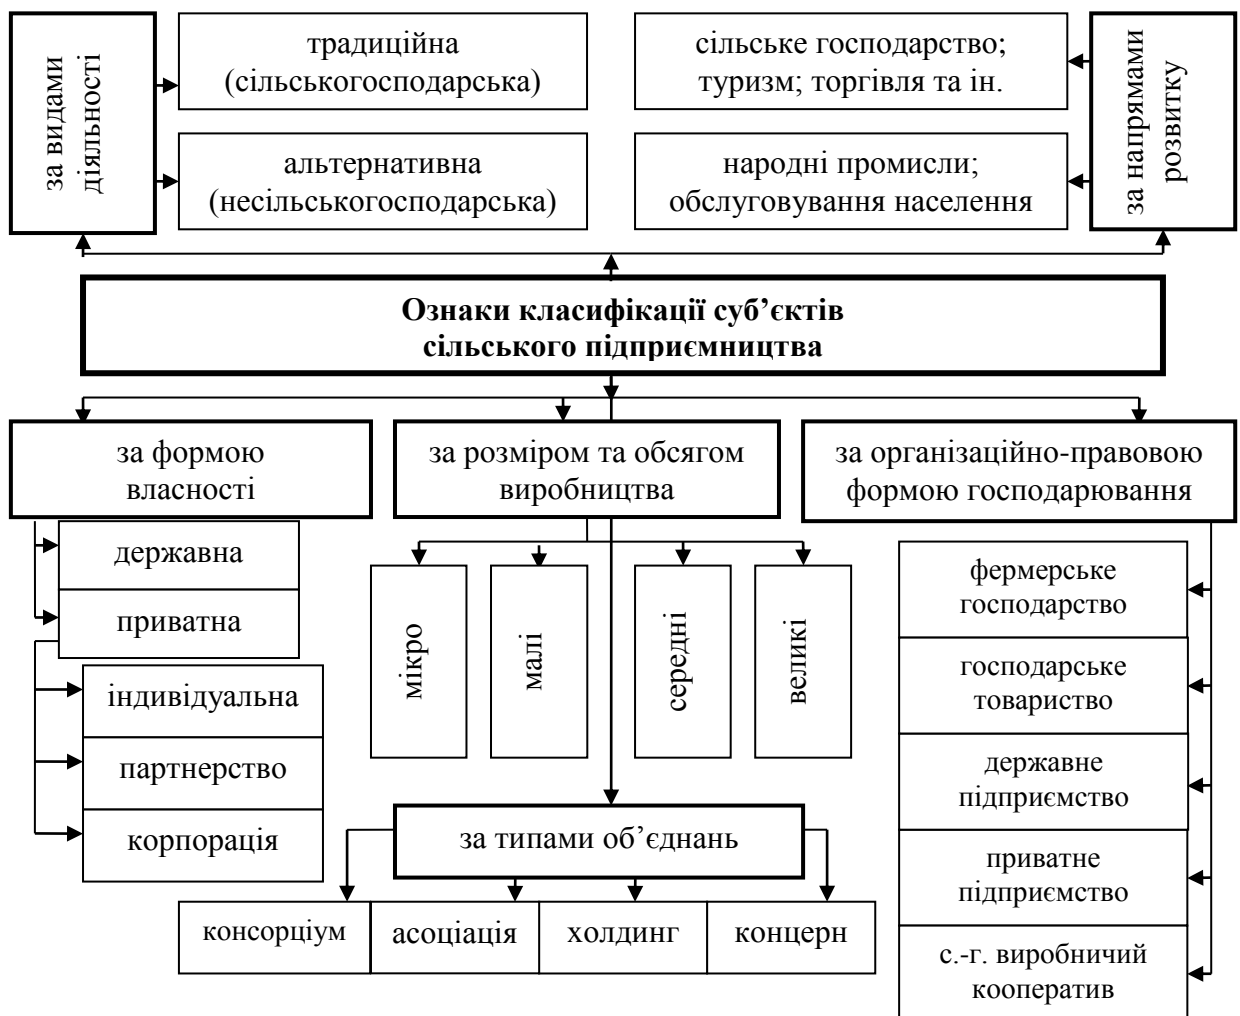 за видами
діяльності
традиційна
(сільськогосподарська)
альтернативна
(несільськогосподарська)
сільське господарство;
туризм; торгівля та ін.
народні промисли;
обслуговування населення
за напрямами
розвитку
Ознаки класифікації суб’єктів
сільського підприємництва
за формою
власності
державна
приватна
індивідуальна
партнерство
корпорація
за розміром та обсягом
виробництва
мікро
малі
середні
великі
за типами об’єднань
консорціум
асоціація
холдинг
концерн
за організаційно-правовою
формою господарювання
фермерське
господарство
господарське
товариство
державне
підприємство
приватне
підприємство
с.-г. виробничий
кооператив